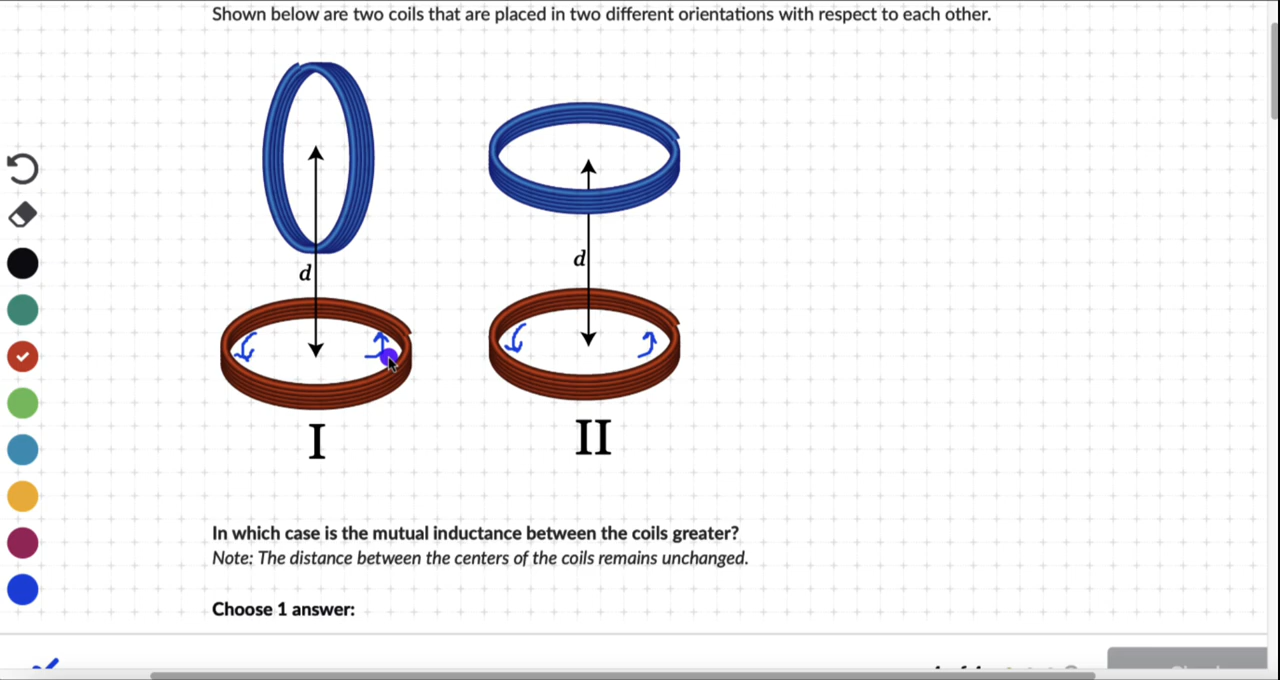 Shown below are two coils that are placed in two different orientations with respect to each other.
d
d
I
II
In which case is the mutual inductance between the coils greater?
Note: The distance between the centers of the coils remains unchanged.
Choose 1 answer: